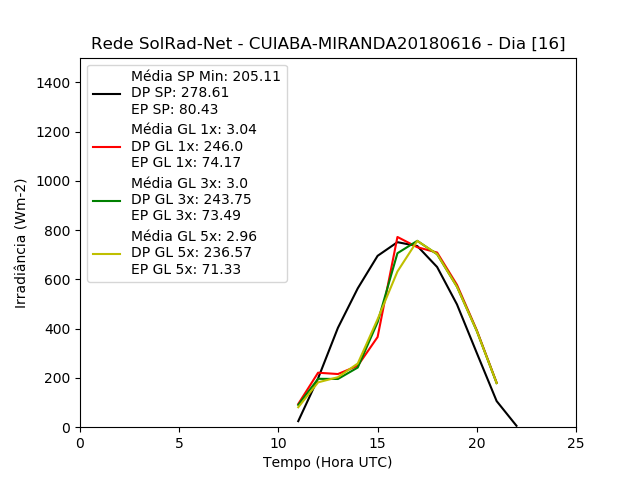 Rede SolRad-Net - CUIABA-MIRANDA20180616 - Dia [16]
Média SP Min: 205.11
DP SP: 278.61
EP SP: 80.43
Média GL 1x: 3.04
DP GL 1x: 246.0
EP GL 1x: 74.17
Média GL 3x: 3.0
DP GL 3x: 243.75
EP GL 3x: 73.49
Média GL 5x: 2.96
DP GL 5x: 236.57
EP GL 5x: 71.33
Irradiância (Wm-2)
1400
1200
1000
800
600
400
200
0
0 5 10 15 20 25
Tempo (Hora UTC)